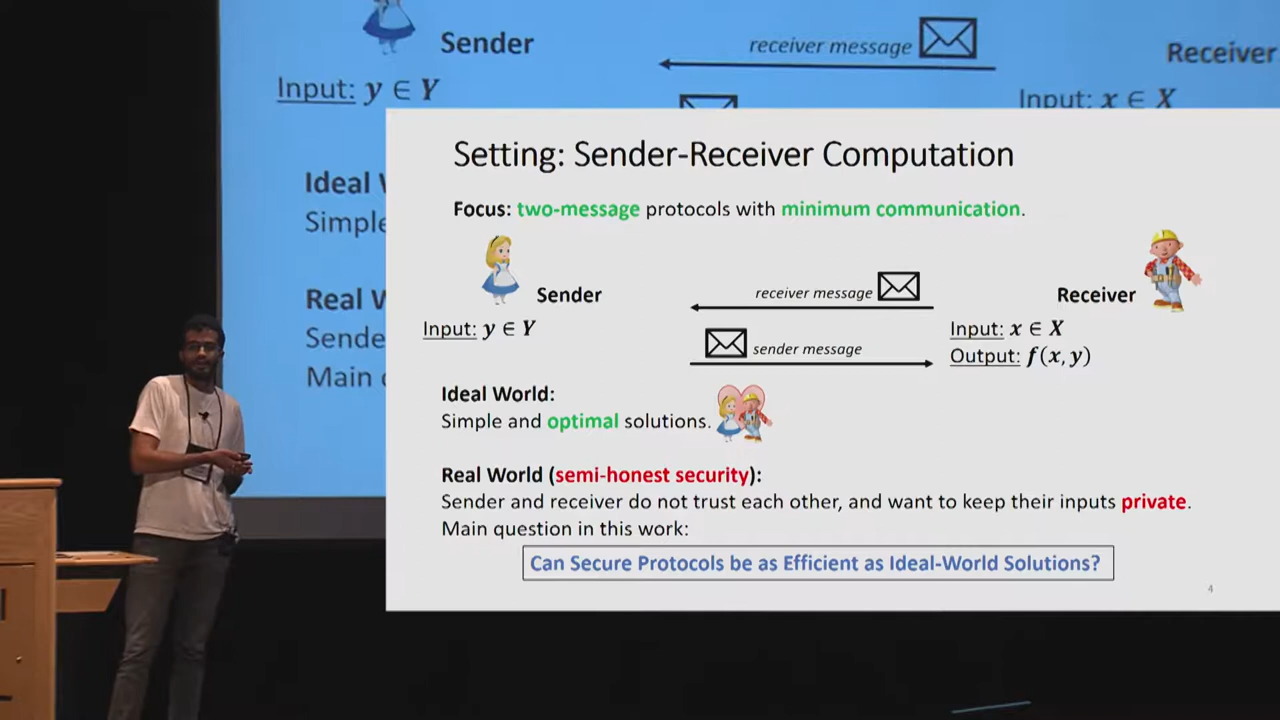 Sender
receiver message
Receiver
Input: y ∈ Y
Input: x ∈ X
Ideal
Simple
Real W
Sende
Main
Setting: Sender-Receiver Computation
Focus: two-message protocols with minimum communication.
Sender
receiver message
Receiver
Input: y ∈ Y
Input: x ∈ X
sender message
Output: f(x, y)
Ideal World:
Simple and optimal solutions.
Real World (semi-honest security):
Sender and receiver do not trust each other, and want to keep their inputs private.
Main question in this work:
Can Secure Protocols be as Efficient as Ideal-World Solutions?
4